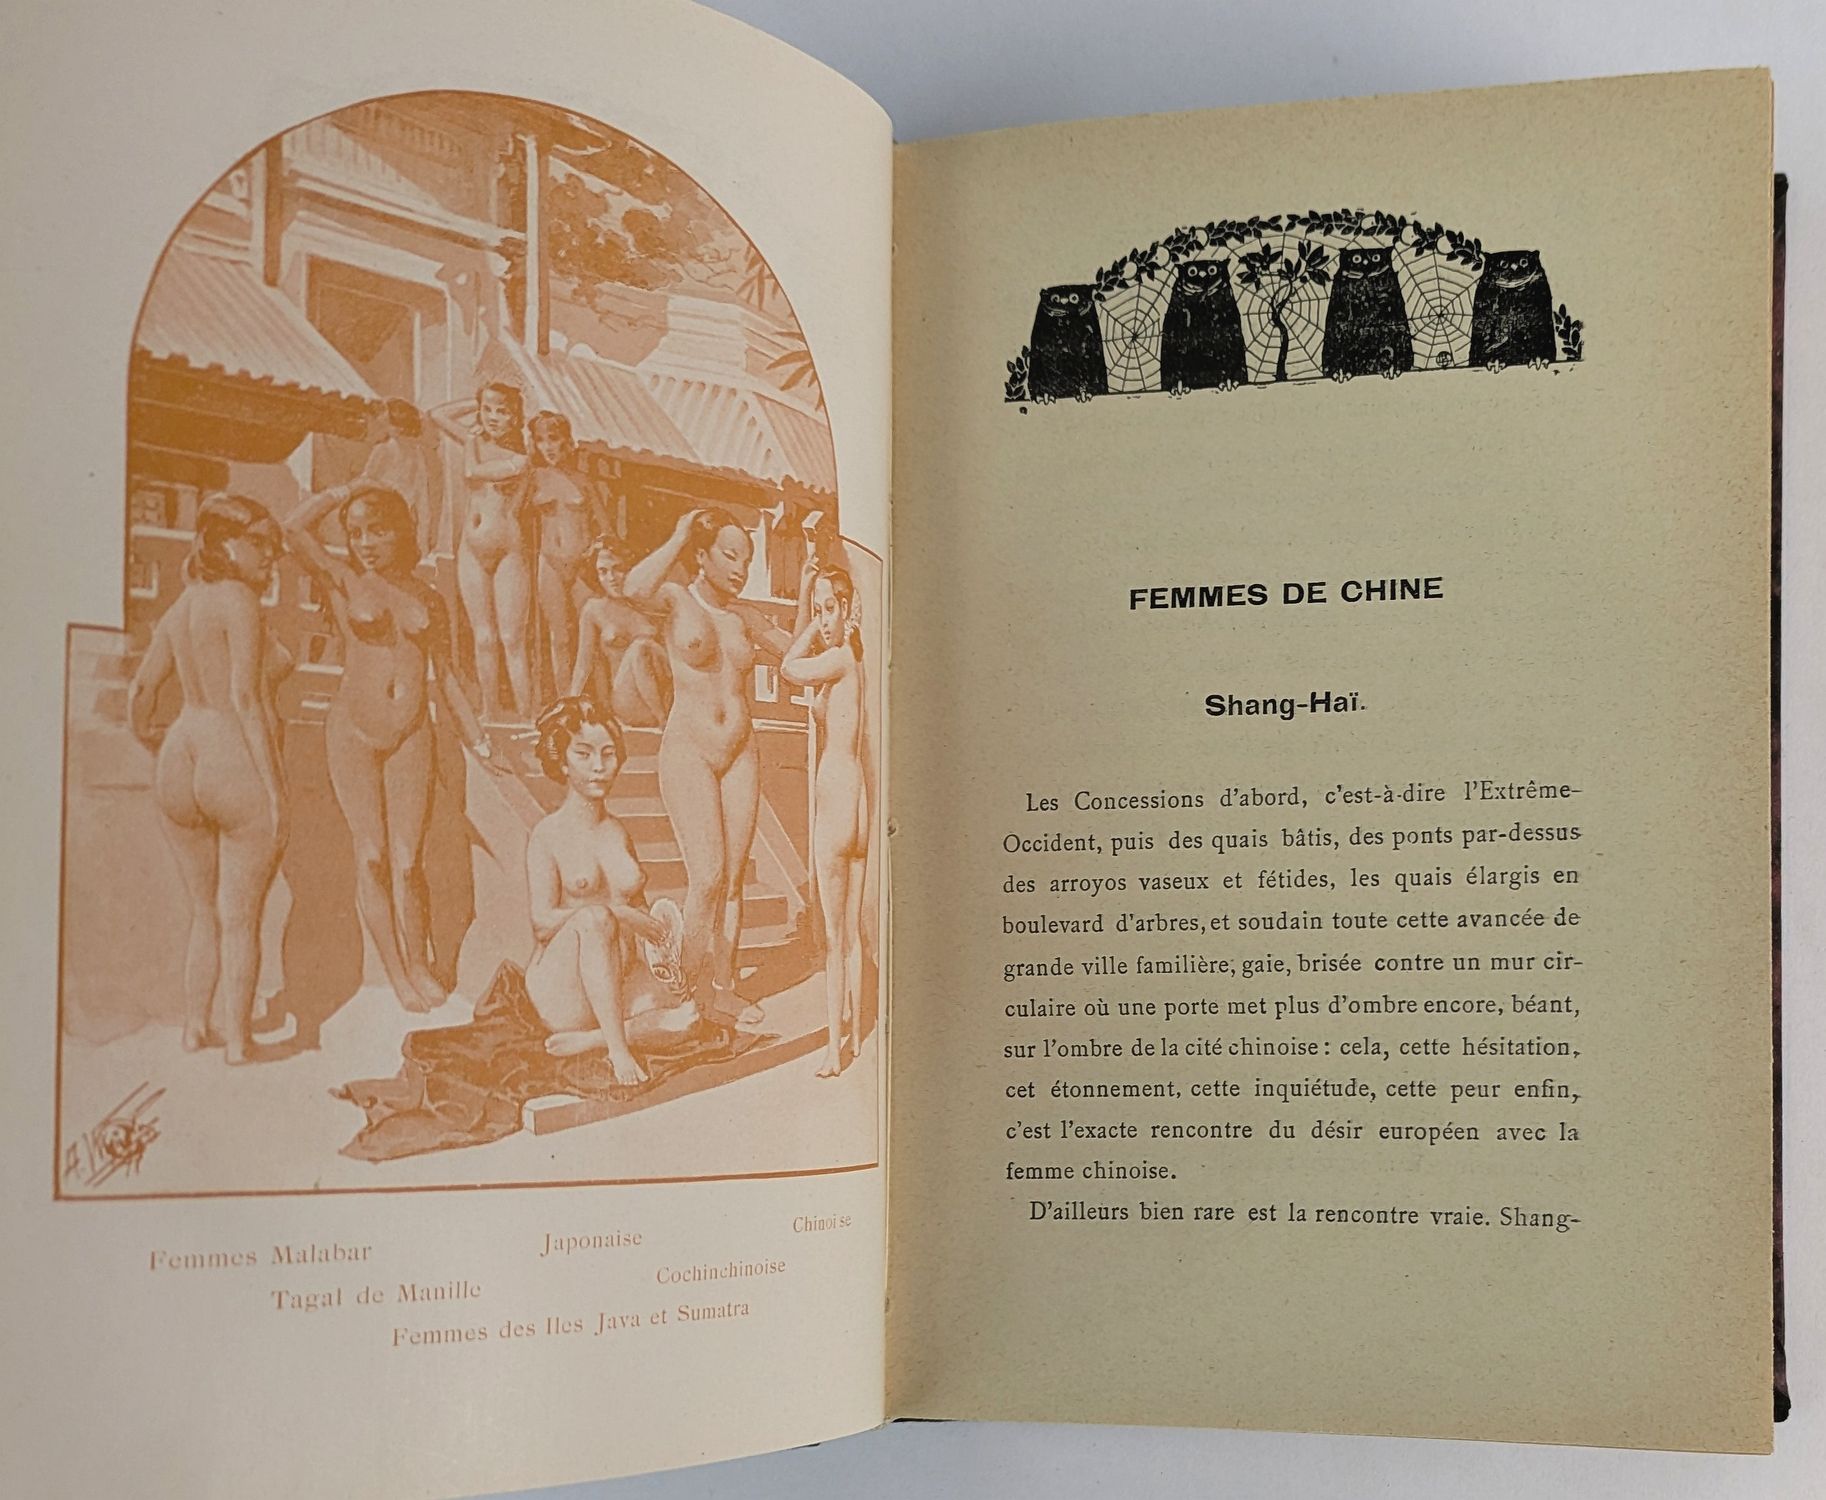 Femmes Malabar
Japonaise
Chinoise
Tagal de Manille
Cochinchinoise
Femmes des Iles Java et Sumatra
FEMMES DE CHINE
Shang-Haï.
Les Concessions d'abord, c'est-à-dire l'Extrême-
Occident, puis des quais bâtis, des ponts par-dessus
des arroyos vaseux et fétides, les quais élargis en
boulevard d'arbres, et soudain toute cette avancée de
grande ville familière, gaie, brisée contre un mur cir-
culaire où une porte met plus d'ombre encore, béant,
sur l'ombre de la cité chinoise : cela, cette hésitation,
cet étonnement, cette inquiétude, cette peur enfin,
c'est l'exacte rencontre du désir européen avec la
femme chinoise.
D'ailleurs bien rare est la rencontre vraie. Shang-